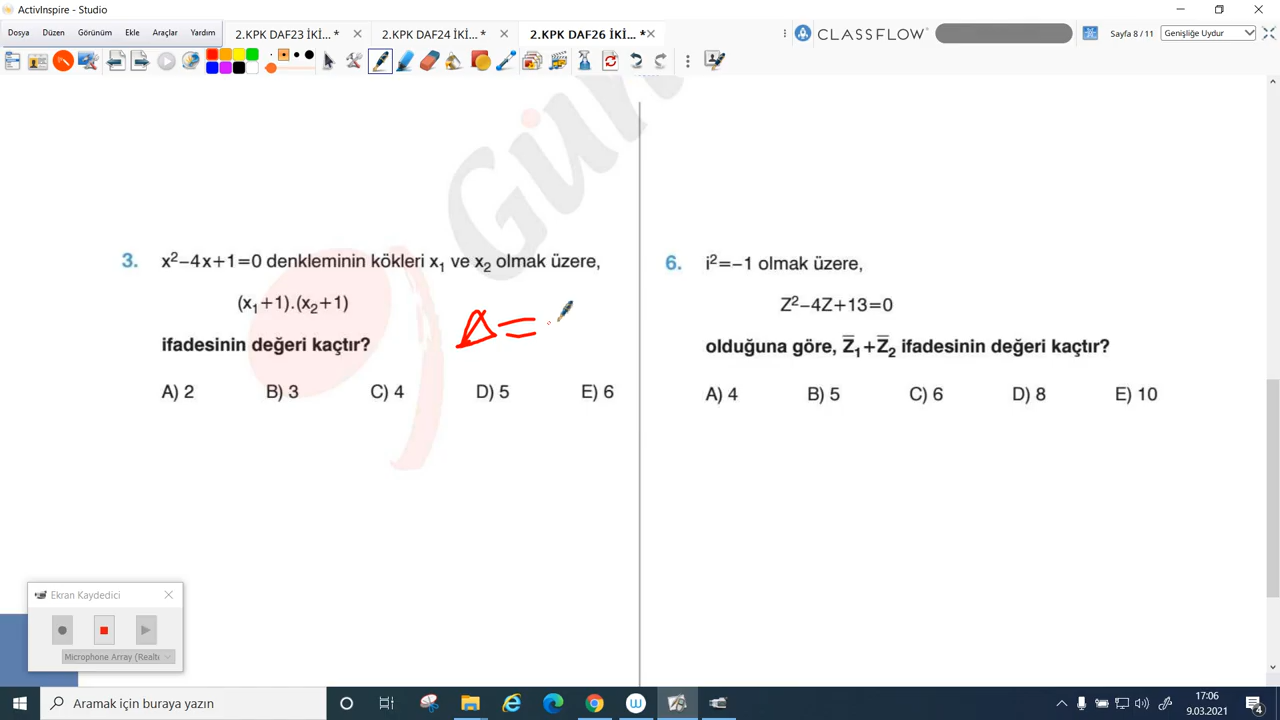 ActivInspire - Studio
Dosya Düzen Görünüm Ekle Araçlar Yardım
2.KPK DAF23 İKİ... * 2.KPK DAF24 İKİ... * 2.KPK DAF26 İKİ... *
CLASSFLOW
Sayfa 8 / 11
Genişliğe Uydur
Gün
3. x²−4x+1=0 denkleminin kökleri x₁ ve x₂ olmak üzere,
(x₁+1).(x₂+1)
Δ=
ifadesinin değeri kaçtır?
A) 2 B) 3 C) 4 D) 5 E) 6
6. i²=−1 olmak üzere,
Z²−4Z+13=0
olduğuna göre, Z̅₁+Z̅₂ ifadesinin değeri kaçtır?
A) 4 B) 5 C) 6 D) 8 E) 10
Ekran Kaydedici
Microphone Array (Realt
Aramak için buraya yazın
17:06
9.03.2021
4